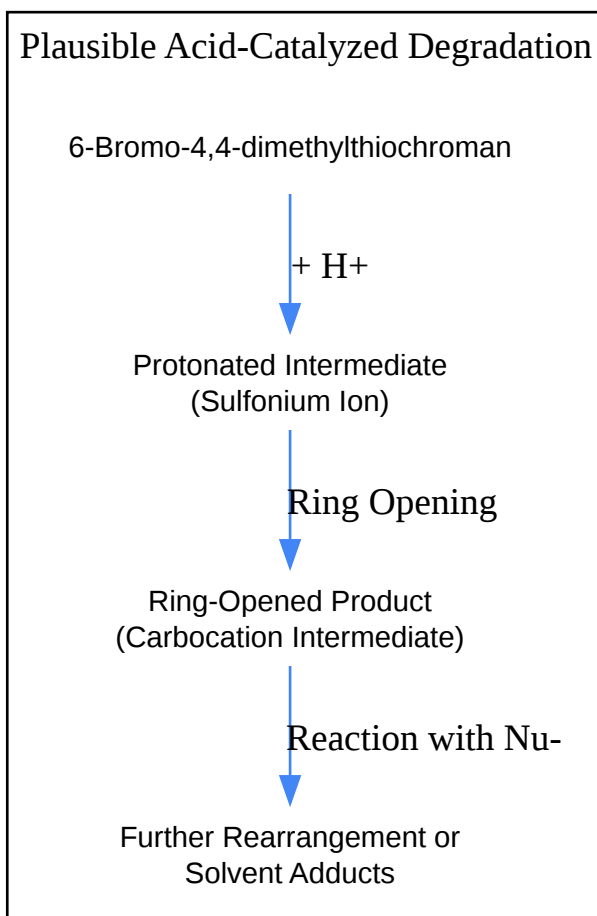 Plausible Acid-Catalyzed Degradation
6-Bromo-4,4-dimethylthiochroman
+ H+
Protonated Intermediate
(Sulfonium Ion)
Ring Opening
Ring-Opened Product
(Carbocation Intermediate)
Reaction with Nu-
Further Rearrangement or
Solvent Adducts